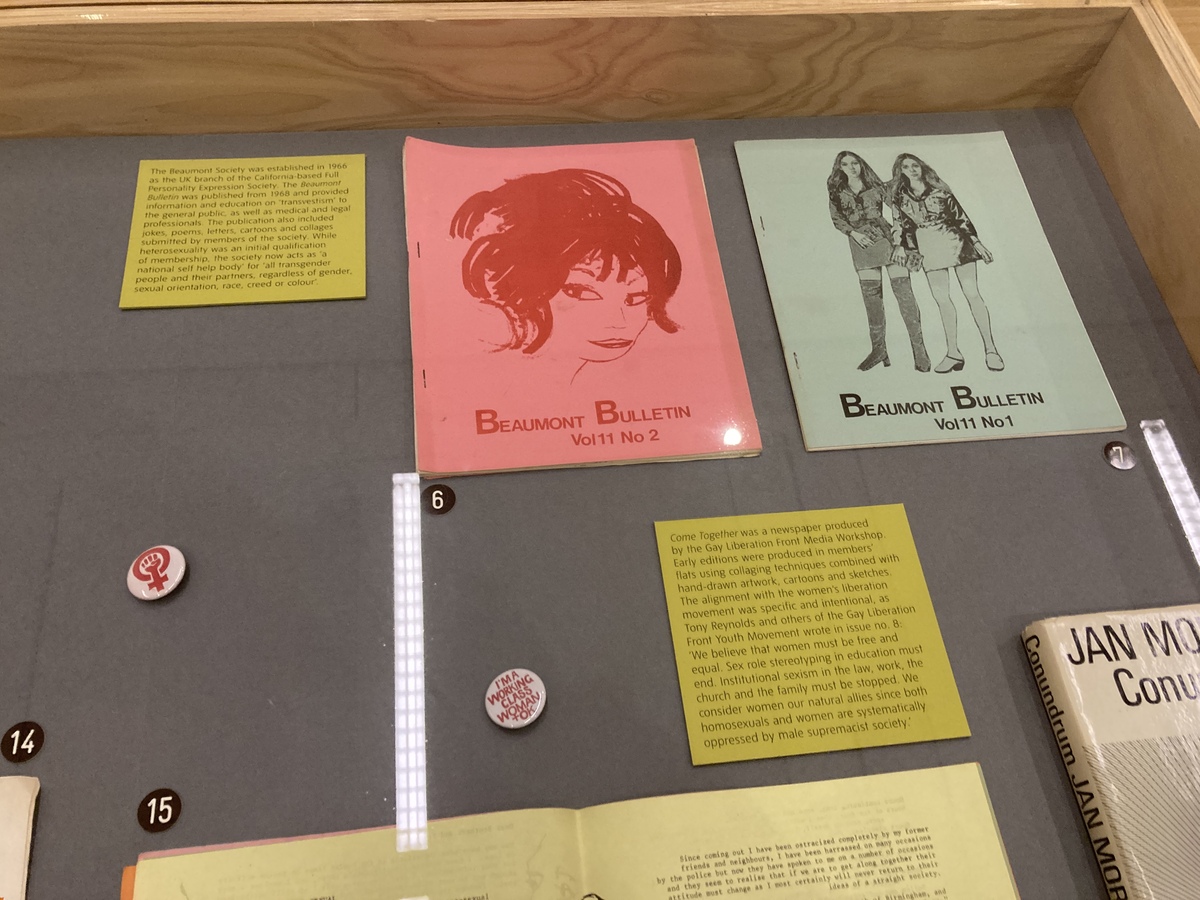 The Beaumont Society was established in 1966
as the UK branch of the California-based Full
Personality Expression Society. The Beaumont
Bulletin was published from 1968 and provided
information and education on 'transvestism' to
the general public, as well as medical and legal
professionals. The publication also included
jokes, poems, letters, cartoons and collages
submitted by members of the society. While
heterosexuality was an initial qualification
of membership, the society now acts as 'a
national self help body' for 'all transgender
people and their partners, regardless of gender,
sexual orientation, race, creed or colour'.
BEAUMONT BULLETIN
Vol 11 No 2
BEAUMONT BULLETIN
Vol 11 No 1
6
7
Come Together was a newspaper produced
by the Gay Liberation Front Media Workshop.
Early editions were produced in members'
flats using collaging techniques combined with
hand-drawn artwork, cartoons and sketches.
The alignment with the women's liberation
movement was specific and intentional, as
Tony Reynolds and others of the Gay Liberation
Front Youth Movement wrote in issue no. 8:
'We believe that women must be free and
equal. Sex role stereotyping in education must
end. Institutional sexism in the law, work, the
church and the family must be stopped. We
consider women our natural allies since both
homosexuals and women are systematically
oppressed by male supremacist society.'
I'M A
WORKING
CLASS
WOMAN
TOO
JAN MO
Conu
Conundrum JAN MOR
14
15
Since coming out I have been ostracized completely by my former
friends and neighbours, I have been harrassed on many occasions
by the police but now they have spoken to me on a number of occasions
and they seem to realise that if we are to get along together their
attitude must change as I most certainly will never return to their
ideas of a straight society.
of Birmingham, and